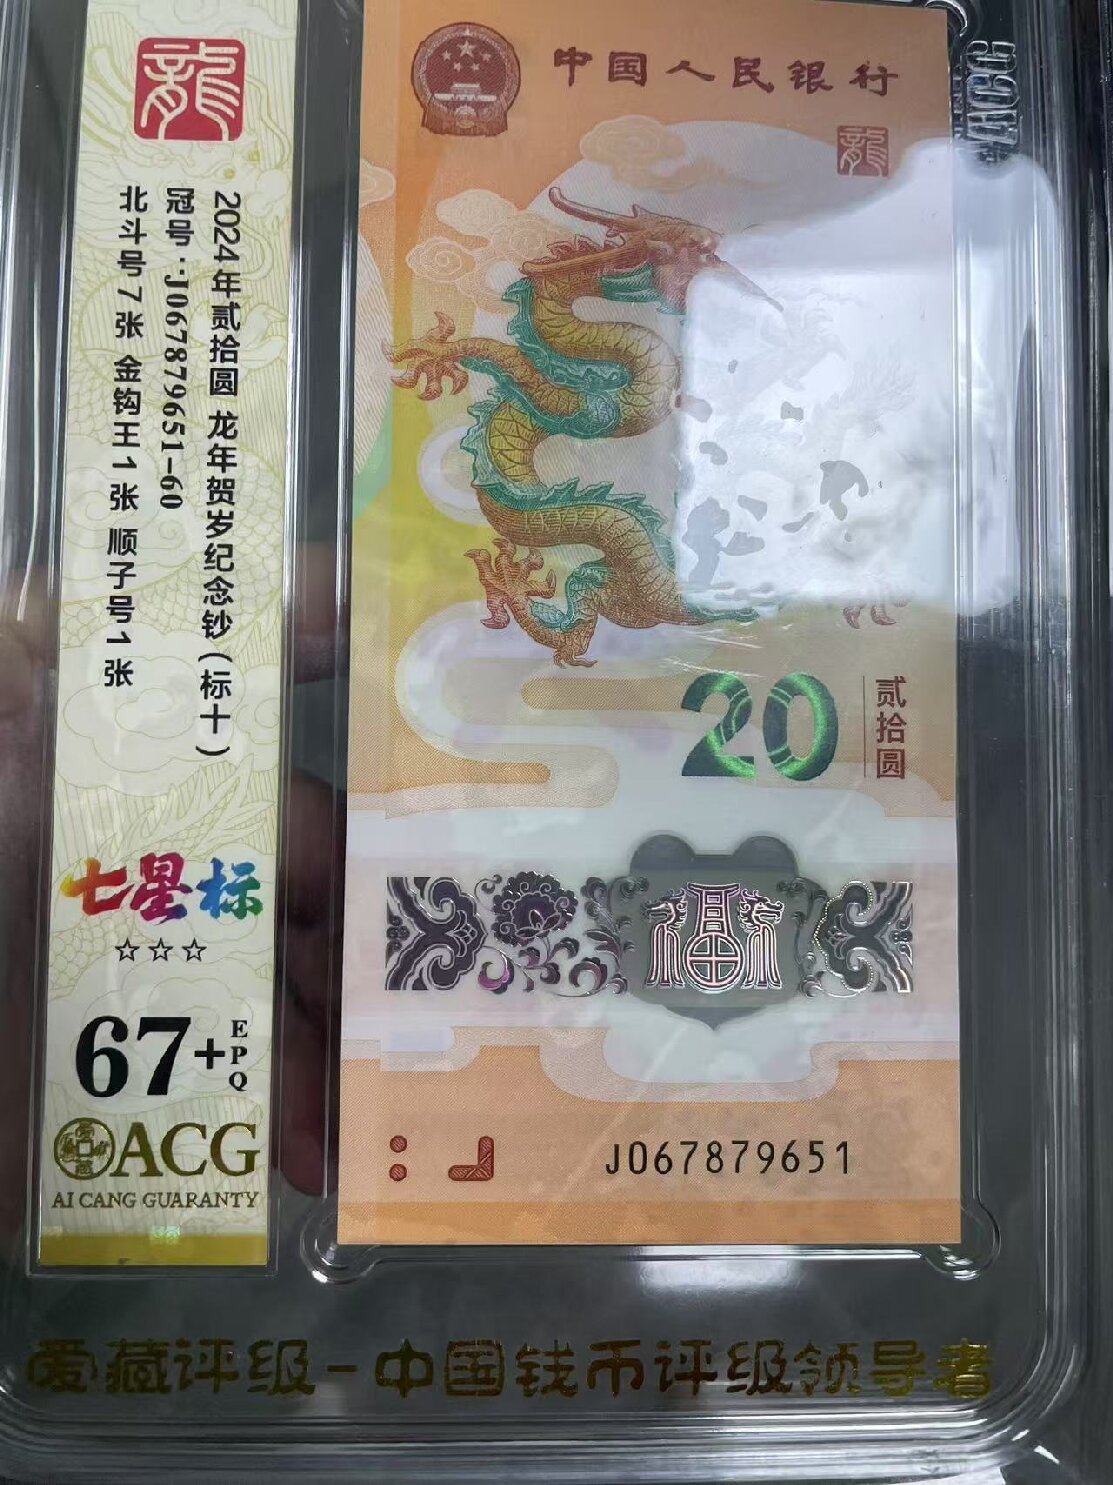 龍
2024年贰拾圆 龙年贺岁纪念钞(标十)
冠号:J067879651-60
北斗号7张 金钩王1张 顺子号1张
七星标
☆☆☆
67+
EPQ
ACG
AI CANG GUARANTY
中国人民银行
龍
20
贰拾圆
J067879651
ACG
爱藏评级-中国钱币评级领导者